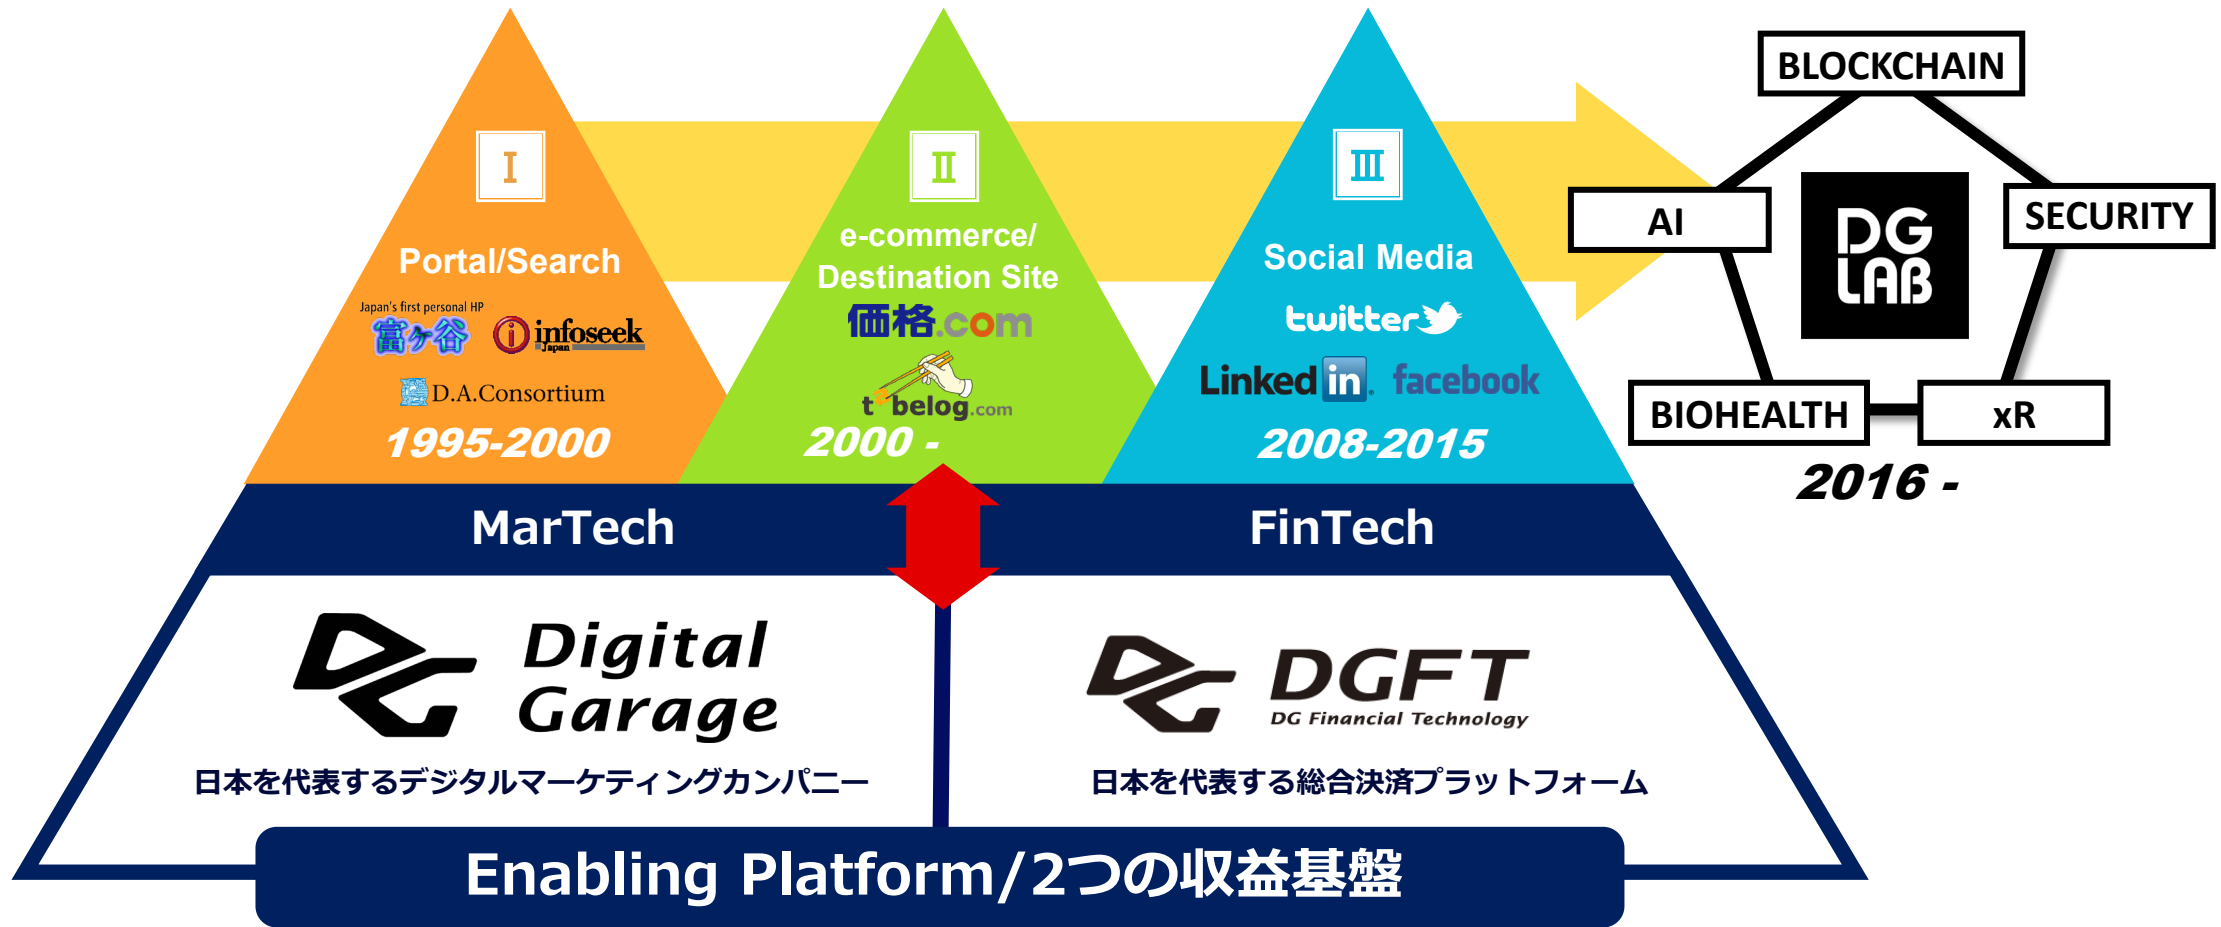 I
Portal/Search
Japan's first personal HP
富ヶ谷
infoseek
Japan
D.A.Consortium
1995-2000
II
e-commerce/
Destination Site
価格.com
tabelog.com
2000 -
III
Social Media
twitter
Linked in.
facebook
2008-2015
BLOCKCHAIN
AI
DG
LAB
SECURITY
BIOHEALTH
xR
2016 -
MarTech
FinTech
Digital
Garage
日本を代表するデジタルマーケティングカンパニー
DGFT
DG Financial Technology
日本を代表する総合決済プラットフォーム
Enabling Platform/2つの収益基盤